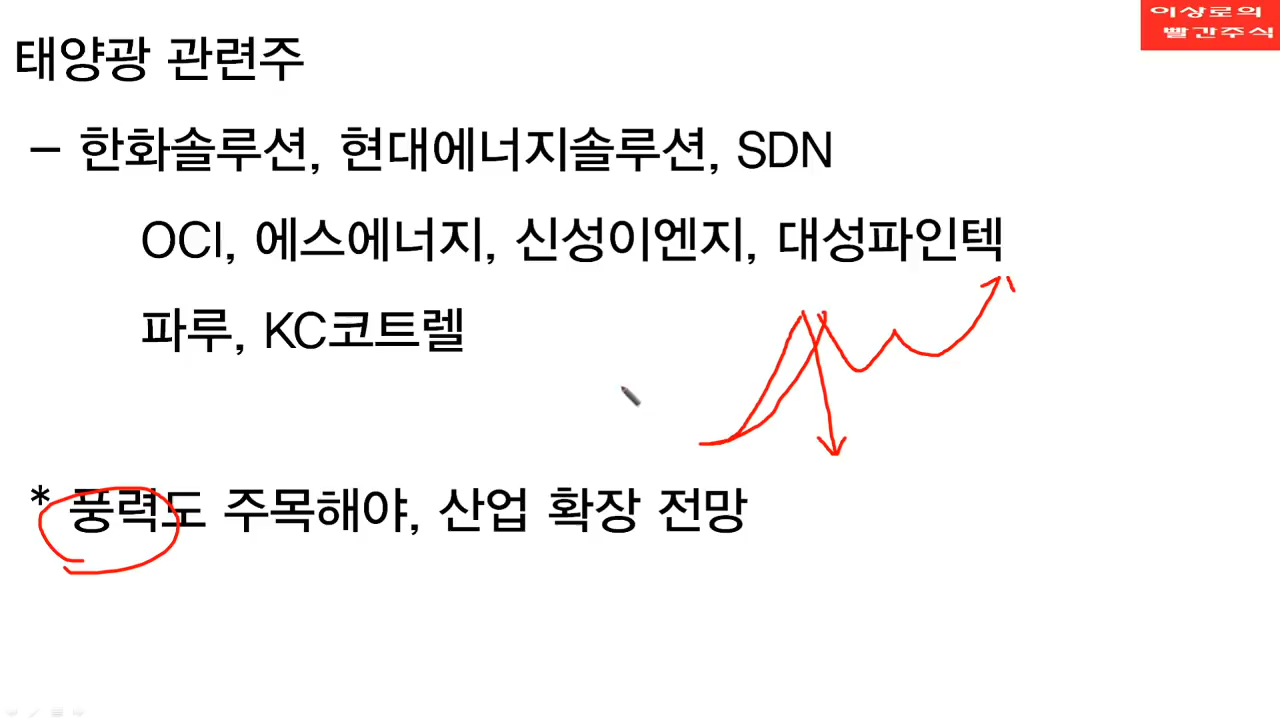 이상로의
빨간주식
태양광 관련주
– 한화솔루션, 현대에너지솔루션, SDN
OCI, 에스에너지, 신성이엔지, 대성파인텍
파루, KC코트렐
* 풍력도 주목해야, 산업 확장 전망